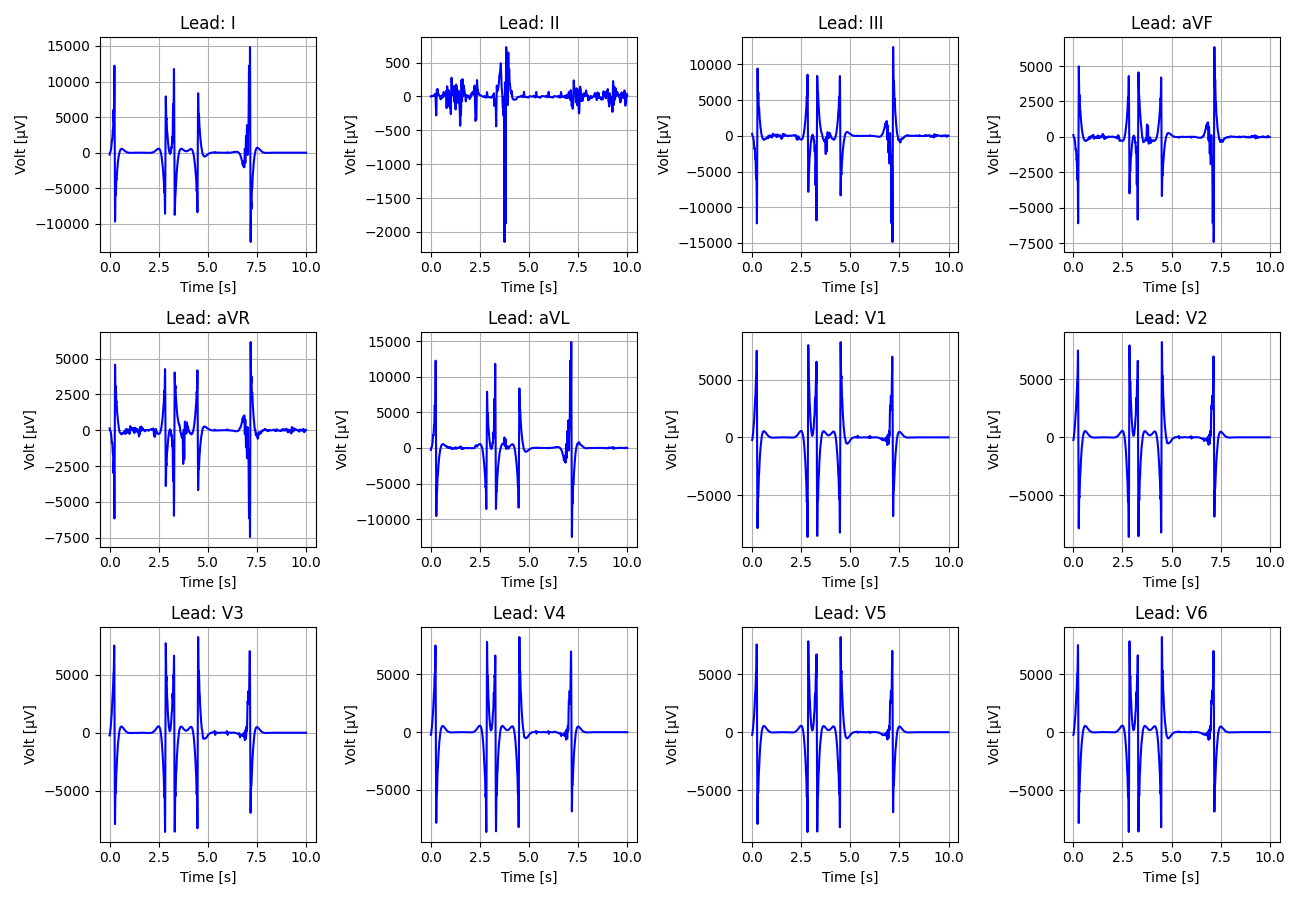 Lead: I
Lead: II
Lead: III
Lead: aVF
15000
10000
5000
0
−5000
−10000
Volt [µV]
0.0 2.5 5.0 7.5 10.0
Time [s]
500
0
−500
−1000
−1500
−2000
Volt [µV]
0.0 2.5 5.0 7.5 10.0
Time [s]
10000
5000
0
−5000
−10000
−15000
Volt [µV]
0.0 2.5 5.0 7.5 10.0
Time [s]
5000
2500
0
−2500
−5000
−7500
Volt [µV]
0.0 2.5 5.0 7.5 10.0
Time [s]
Lead: aVR
Lead: aVL
Lead: V1
Lead: V2
5000
2500
0
−2500
−5000
−7500
Volt [µV]
0.0 2.5 5.0 7.5 10.0
Time [s]
15000
10000
5000
0
−5000
−10000
Volt [µV]
0.0 2.5 5.0 7.5 10.0
Time [s]
5000
0
−5000
Volt [µV]
0.0 2.5 5.0 7.5 10.0
Time [s]
5000
0
−5000
Volt [µV]
0.0 2.5 5.0 7.5 10.0
Time [s]
Lead: V3
Lead: V4
Lead: V5
Lead: V6
5000
0
−5000
Volt [µV]
0.0 2.5 5.0 7.5 10.0
Time [s]
5000
0
−5000
Volt [µV]
0.0 2.5 5.0 7.5 10.0
Time [s]
5000
0
−5000
Volt [µV]
0.0 2.5 5.0 7.5 10.0
Time [s]
5000
0
−5000
Volt [µV]
0.0 2.5 5.0 7.5 10.0
Time [s]